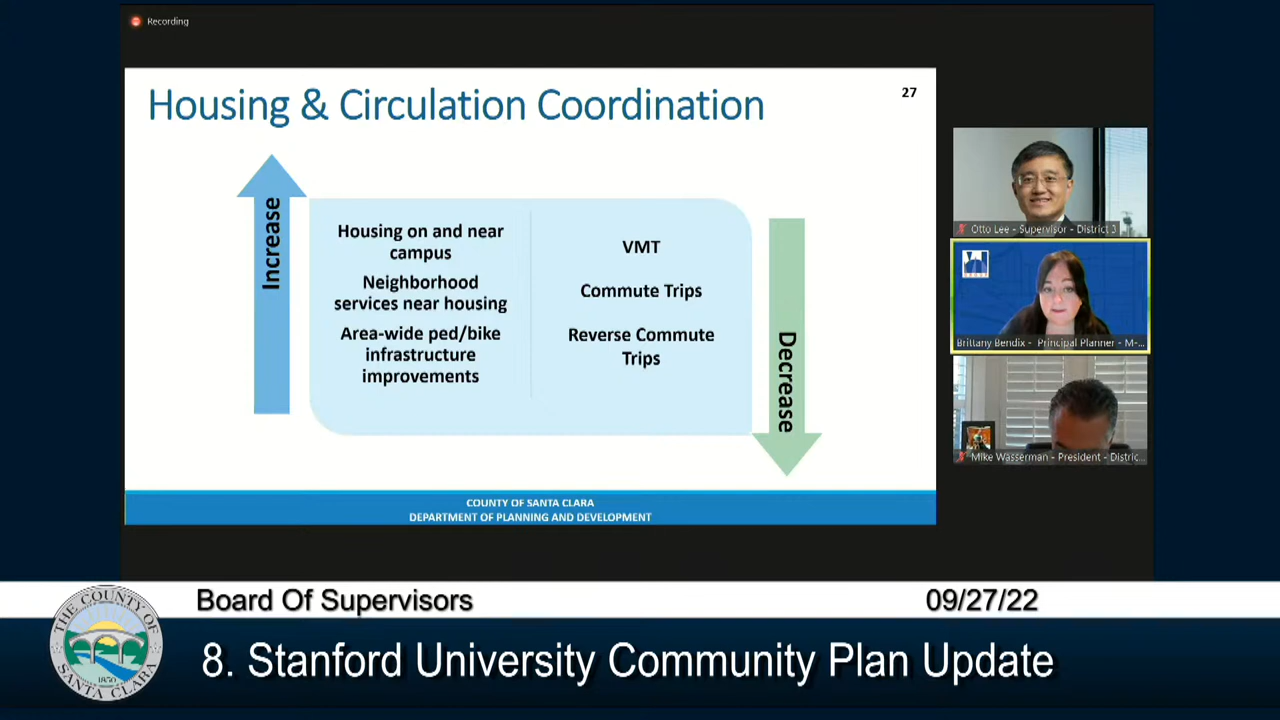 Recording
Housing & Circulation Coordination
27
Increase
Housing on and near
campus
Neighborhood
services near housing
Area-wide ped/bike
infrastructure
improvements
VMT
Commute Trips
Reverse Commute
Trips
Decrease
COUNTY OF SANTA CLARA
DEPARTMENT OF PLANNING AND DEVELOPMENT
Otto Lee - Supervisor - District 3
Brittany Bendix - Principal Planner - M-...
Mike Wasserman - President - Distric...
Board Of Supervisors
09/27/22
8. Stanford University Community Plan Update
THE COUNTY OF
SANTA CLARA
1850